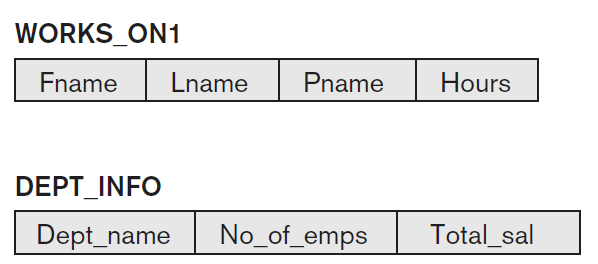 WORKS_ON1
Fname Lname Pname Hours
DEPT_INFO
Dept_name No_of_emps Total_sal